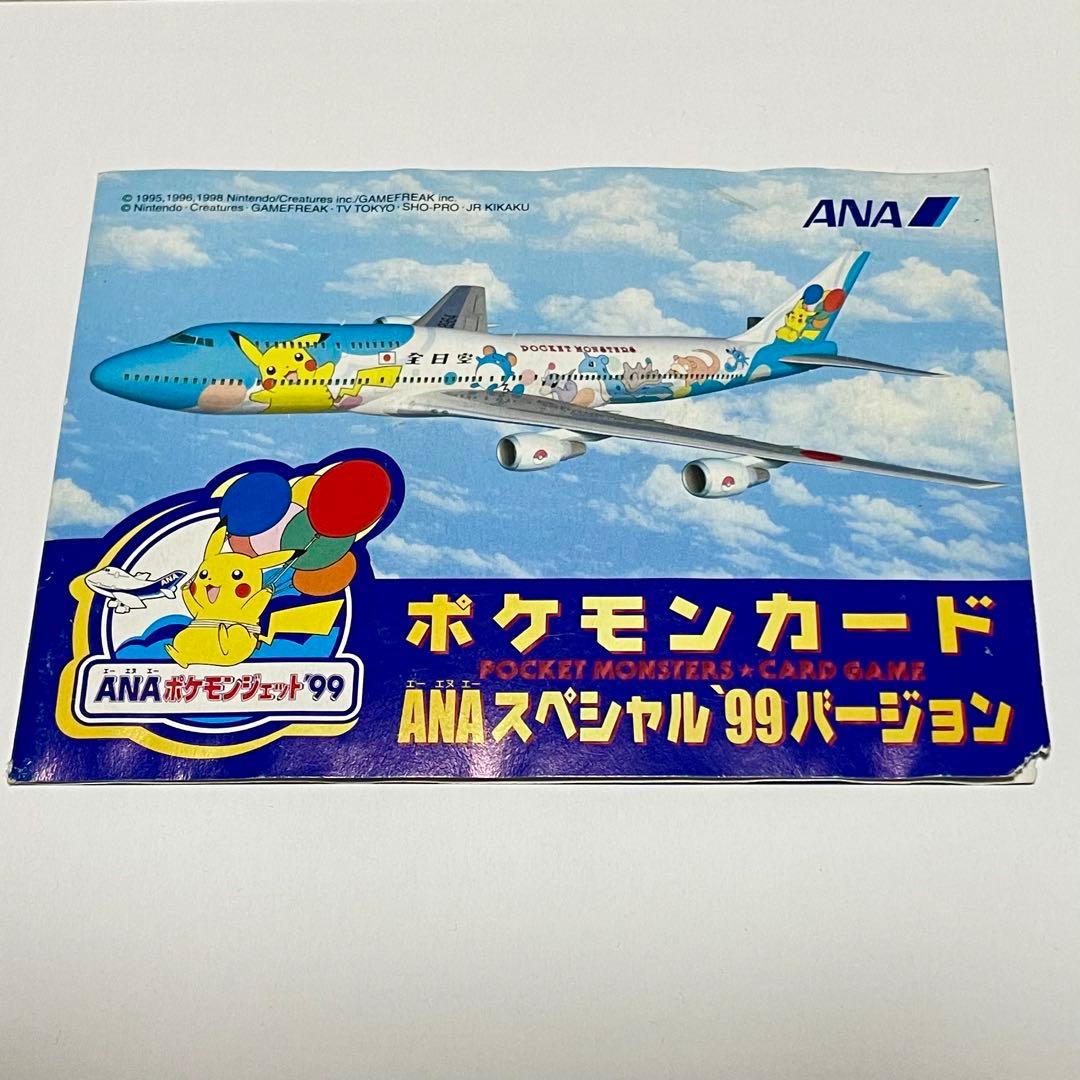 © 1995,1996,1998 Nintendo/Creatures inc./GAMEFREAK inc.
© Nintendo・Creatures・GAMEFREAK・TV TOKYO・SHO-PRO・JR KIKAKU
ANA
全日空
POCKET MONSTERS
ANA
エー エヌ エー
ANAポケモンジェット'99
ポケモンカード
POCKET MONSTERS★CARD GAME
エー エヌ エー
ANAスペシャル'99バージョン